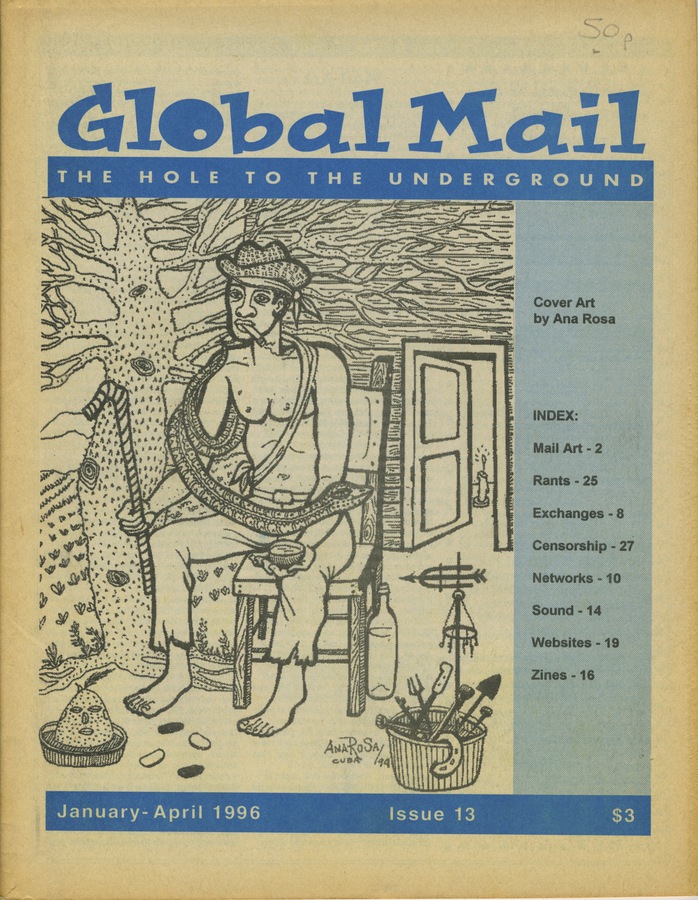 50p
Global Mail
THE HOLE TO THE UNDERGROUND
Cover Art
by Ana Rosa
INDEX:
Mail Art - 2
Rants - 25
Exchanges - 8
Censorship - 27
Networks - 10
Sound - 14
Websites - 19
Zines - 16
ANA ROSA/
CUBA /94
January-April 1996 Issue 13 $3